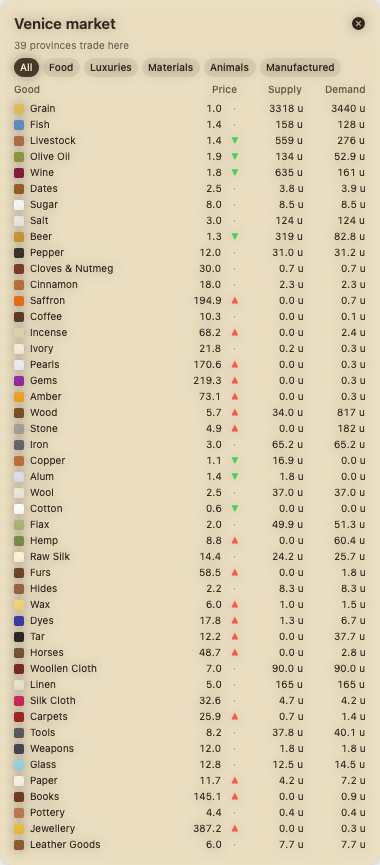 Venice market
39 provinces trade here
All Food Luxuries Materials Animals Manufactured
Good Price Supply Demand
Grain 1.0 · 3318 u 3440 u
Fish 1.4 · 158 u 128 u
Livestock 1.4 ▼ 559 u 276 u
Olive Oil 1.9 ▼ 134 u 52.9 u
Wine 1.8 ▼ 635 u 161 u
Dates 2.5 · 3.8 u 3.9 u
Sugar 8.0 · 8.5 u 8.5 u
Salt 3.0 · 124 u 124 u
Beer 1.3 ▼ 319 u 82.8 u
Pepper 12.0 · 31.0 u 31.2 u
Cloves & Nutmeg 30.0 · 0.7 u 0.7 u
Cinnamon 18.0 · 2.3 u 2.3 u
Saffron 194.9 ▲ 0.0 u 0.7 u
Coffee 10.3 · 0.0 u 0.1 u
Incense 68.2 ▲ 0.0 u 2.4 u
Ivory 21.8 · 0.2 u 0.3 u
Pearls 170.6 ▲ 0.0 u 0.3 u
Gems 219.3 ▲ 0.0 u 0.3 u
Amber 73.1 ▲ 0.0 u 0.3 u
Wood 5.7 ▲ 34.0 u 817 u
Stone 4.9 ▲ 0.0 u 182 u
Iron 3.0 · 65.2 u 65.2 u
Copper 1.1 ▼ 16.9 u 0.0 u
Alum 1.4 ▼ 1.8 u 0.0 u
Wool 2.5 · 37.0 u 37.0 u
Cotton 0.6 ▼ 0.0 u 0.0 u
Flax 2.0 · 49.9 u 51.3 u
Hemp 8.8 ▲ 0.0 u 60.4 u
Raw Silk 14.4 · 24.2 u 25.7 u
Furs 58.5 ▲ 0.0 u 1.8 u
Hides 2.2 · 8.3 u 8.3 u
Wax 6.0 ▲ 1.0 u 1.5 u
Dyes 17.8 ▲ 1.3 u 6.7 u
Tar 12.2 ▲ 0.0 u 37.7 u
Horses 48.7 ▲ 0.0 u 2.8 u
Woollen Cloth 7.0 · 90.0 u 90.0 u
Linen 5.0 · 165 u 165 u
Silk Cloth 32.6 · 4.7 u 4.2 u
Carpets 25.9 ▲ 0.7 u 1.4 u
Tools 8.2 · 37.8 u 40.1 u
Weapons 12.0 · 1.8 u 1.8 u
Glass 12.8 · 12.5 u 14.5 u
Paper 11.7 ▲ 4.2 u 7.2 u
Books 145.1 ▲ 0.0 u 0.9 u
Pottery 4.4 · 0.4 u 0.4 u
Jewellery 387.2 ▲ 0.0 u 0.3 u
Leather Goods 6.0 · 7.7 u 7.7 u